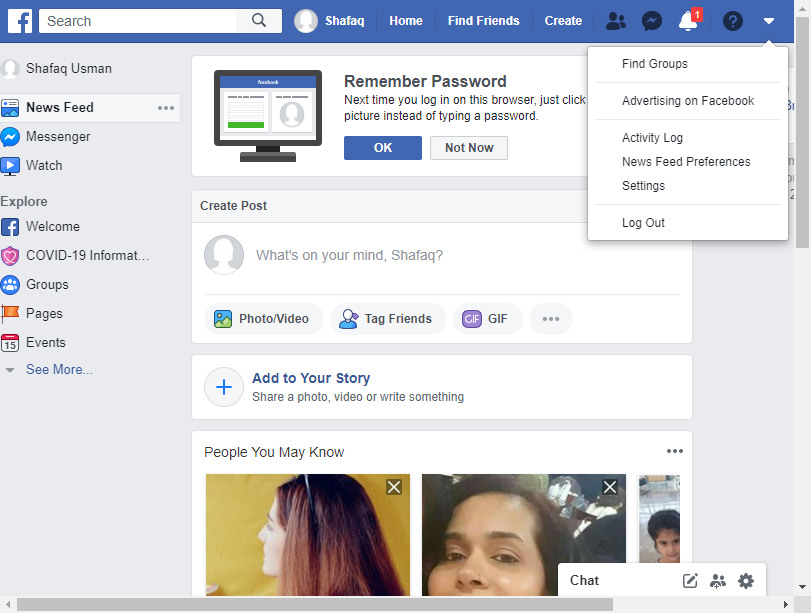 Search
Shafaq
Home
Find Friends
Create
1
Find Groups
Advertising on Facebook
Activity Log
News Feed Preferences
Settings
Log Out
Shafaq Usman
News Feed
Messenger
Watch
Explore
Welcome
COVID-19 Informat...
Groups
Pages
15
Events
See More...
facebook
Remember Password
Next time you log in on this browser, just click
picture instead of typing a password.
OK
Not Now
Create Post
What's on your mind, Shafaq?
Photo/Video
Tag Friends
GIF
GIF
Add to Your Story
Share a photo, video or write something
People You May Know
Chat